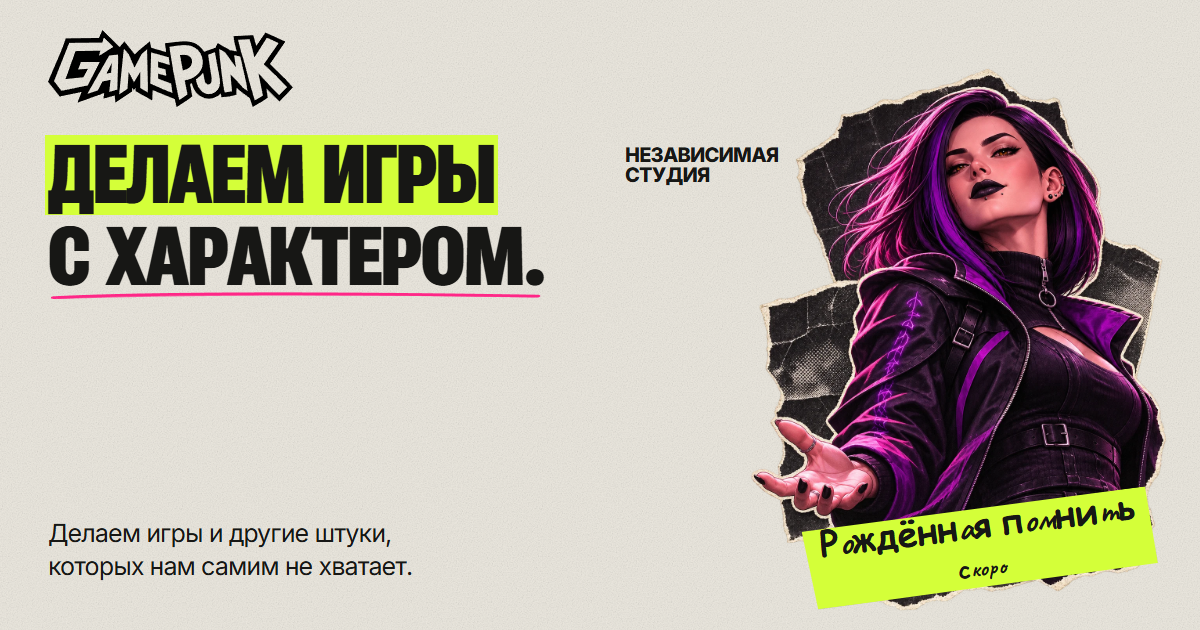 GAMEPUNK
ДЕЛАЕМ ИГРЫ
С ХАРАКТЕРОМ.
НЕЗАВИСИМАЯ
СТУДИЯ
Делаем игры и другие штуки,
которых нам самим не хватает.
Рождённая помнить
скоро